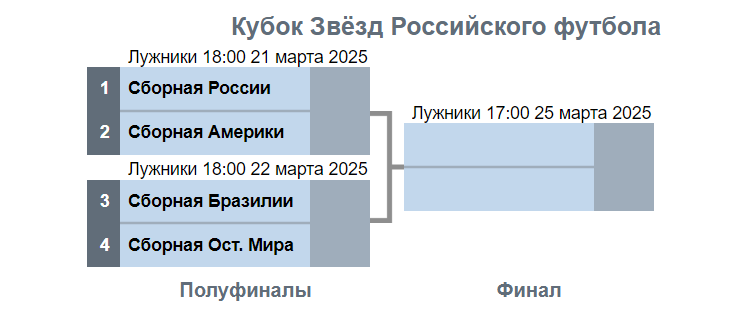 Кубок Звёзд Российского футбола
Лужники 18:00 21 марта 2025
1 Сборная России
2 Сборная Америки
Лужники 17:00 25 марта 2025
Лужники 18:00 22 марта 2025
3 Сборная Бразилии
4 Сборная Ост. Мира
Полуфиналы
Финал